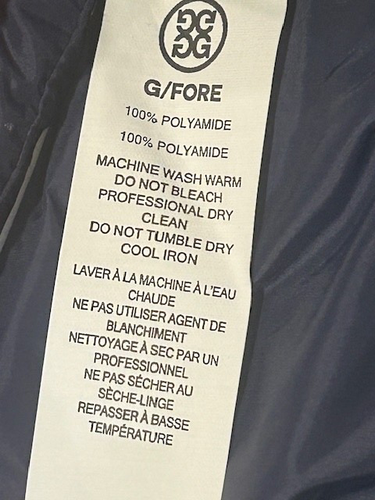 GG
GG
G/FORE
100% POLYAMIDE
100% POLYAMIDE
MACHINE WASH WARM
DO NOT BLEACH
PROFESSIONAL DRY
CLEAN
DO NOT TUMBLE DRY
COOL IRON
LAVER À LA MACHINE À L'EAU
CHAUDE
NE PAS UTILISER AGENT DE
BLANCHIMENT
NETTOYAGE À SEC PAR UN
PROFESSIONNEL
NE PAS SÉCHER AU
SÈCHE-LINGE
REPASSER À BASSE
TEMPÉRATURE